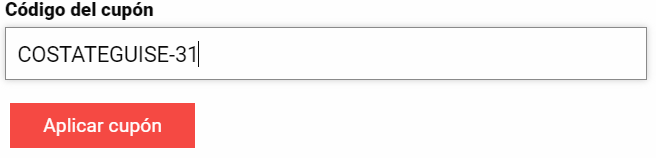 Código del cupón
COSTATEGUISE-31
Aplicar cupón